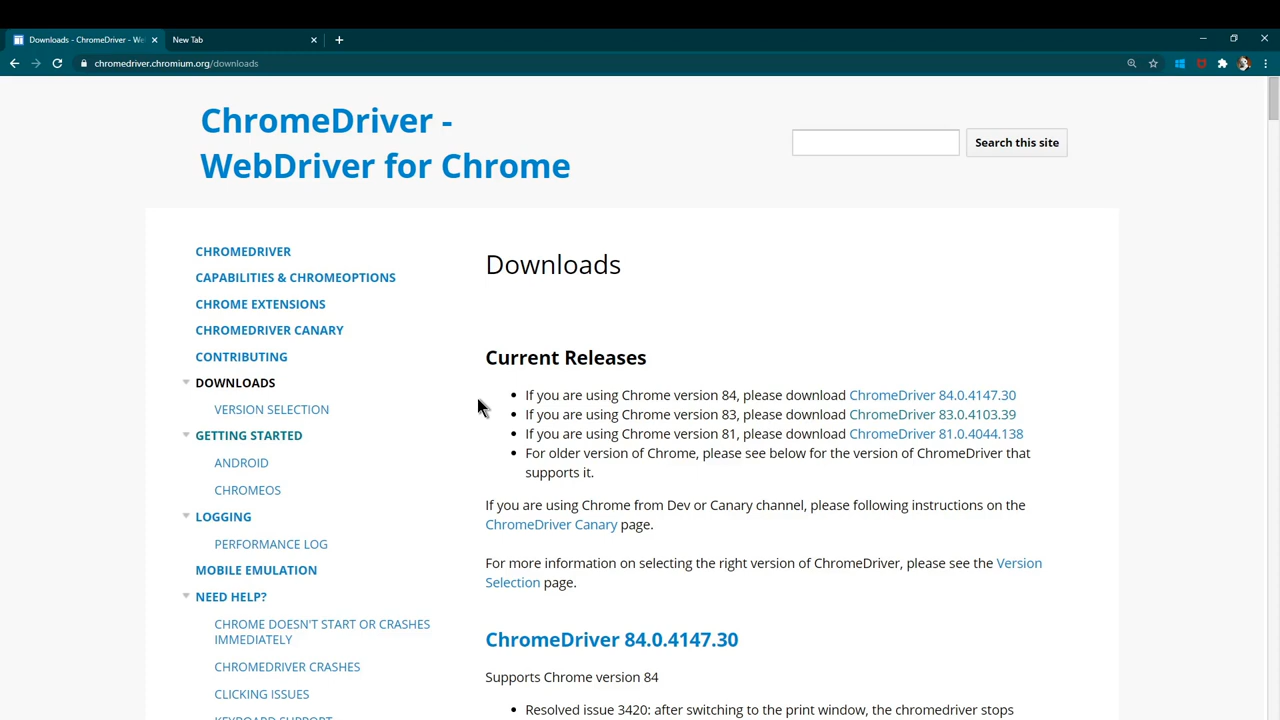 Downloads - ChromeDriver - We
New Tab
chromedriver.chromium.org/downloads
ChromeDriver -
WebDriver for Chrome
Search this site
CHROMEDRIVER
CAPABILITIES & CHROMEOPTIONS
CHROME EXTENSIONS
CHROMEDRIVER CANARY
CONTRIBUTING
DOWNLOADS
VERSION SELECTION
GETTING STARTED
ANDROID
CHROMEOS
LOGGING
PERFORMANCE LOG
MOBILE EMULATION
NEED HELP?
CHROME DOESN'T START OR CRASHES
IMMEDIATELY
CHROMEDRIVER CRASHES
CLICKING ISSUES
KEYBOARD SUPPORT
Downloads
Current Releases
• If you are using Chrome version 84, please download ChromeDriver 84.0.4147.30
• If you are using Chrome version 83, please download ChromeDriver 83.0.4103.39
• If you are using Chrome version 81, please download ChromeDriver 81.0.4044.138
• For older version of Chrome, please see below for the version of ChromeDriver that
supports it.
If you are using Chrome from Dev or Canary channel, please following instructions on the
ChromeDriver Canary page.
For more information on selecting the right version of ChromeDriver, please see the Version
Selection page.
ChromeDriver 84.0.4147.30
Supports Chrome version 84
• Resolved issue 3420: after switching to the print window, the chromedriver stops